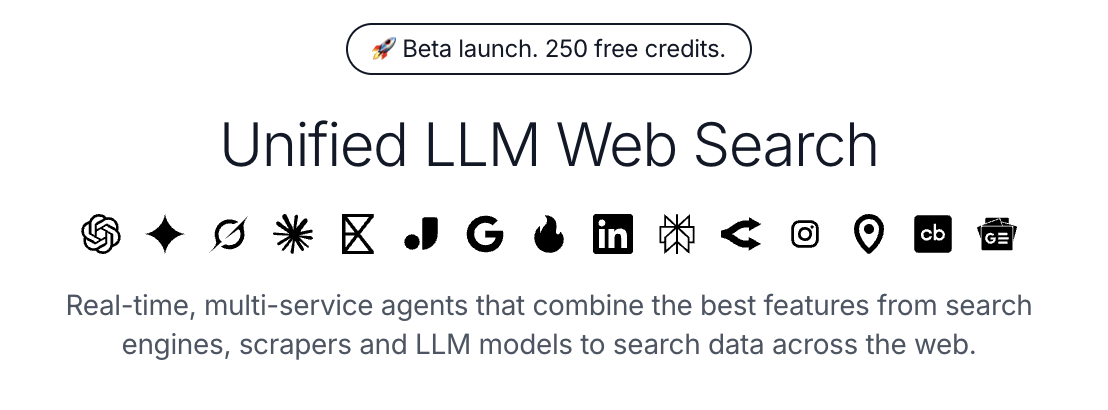 🚀 Beta launch. 250 free credits.
Unified LLM Web Search
G in cb GE
Real-time, multi-service agents that combine the best features from search
engines, scrapers and LLM models to search data across the web.